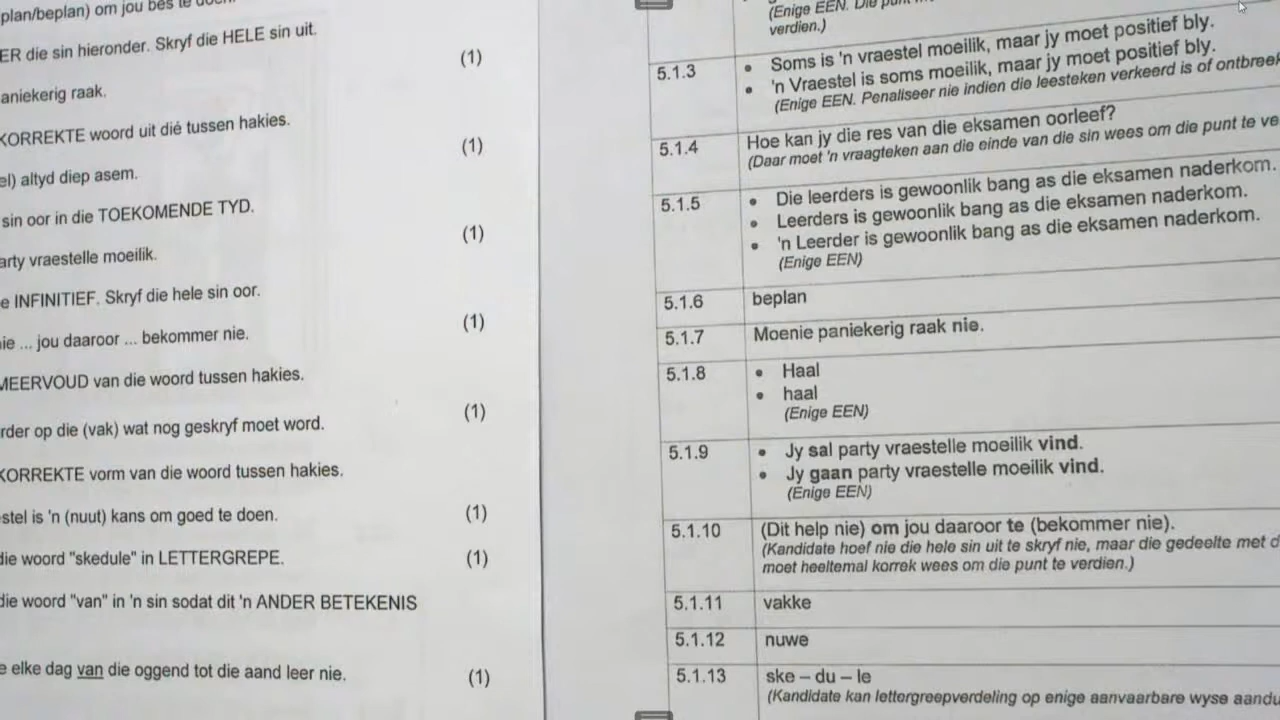 plan/beplan) om jou bes te
ER die sin hieronder. Skryf die HELE sin uit.
(1)
aniekerig raak.
KORREKTE woord uit dié tussen hakies.
(1)
el) altyd diep asem.
sin oor in die TOEKOMENDE TYD.
(1)
arty vraestelle moeilik.
e INFINITIEF. Skryf die hele sin oor.
(1)
nie ... jou daaroor ... bekommer nie.
MEERVOUD van die woord tussen hakies.
(1)
rder op die (vak) wat nog geskryf moet word.
KORREKTE vorm van die woord tussen hakies.
stel is 'n (nuut) kans om goed te doen.
(1)
die woord "skedule" in LETTERGREPE.
(1)
die woord "van" in 'n sin sodat dit 'n ANDER BETEKENIS
e elke dag van die oggend tot die aand leer nie.
(1)
(Enige EEN. Die
verdien.)
5.1.3
• Soms is 'n vraestel moeilik, maar jy moet positief bly.
• 'n Vraestel is soms moeilik, maar jy moet positief bly.
(Enige EEN. Penaliseer nie indien die leesteken verkeerd is of ontbreek
5.1.4
Hoe kan jy die res van die eksamen oorleef?
(Daar moet 'n vraagteken aan die einde van die sin wees om die punt te ve
5.1.5
• Die leerders is gewoonlik bang as die eksamen naderkom.
• Leerders is gewoonlik bang as die eksamen naderkom.
• 'n Leerder is gewoonlik bang as die eksamen naderkom.
(Enige EEN)
5.1.6
beplan
5.1.7
Moenie paniekerig raak nie.
5.1.8
• Haal
• haal
(Enige EEN)
5.1.9
• Jy sal party vraestelle moeilik vind.
• Jy gaan party vraestelle moeilik vind.
(Enige EEN)
5.1.10
(Dit help nie) om jou daaroor te (bekommer nie).
(Kandidate hoef nie die hele sin uit te skryf nie, maar die gedeelte met d
moet heeltemal korrek wees om die punt te verdien.)
5.1.11
vakke
5.1.12
nuwe
5.1.13
ske – du – le
(Kandidate kan lettergreepverdeling op enige aanvaarbare wyse aandu